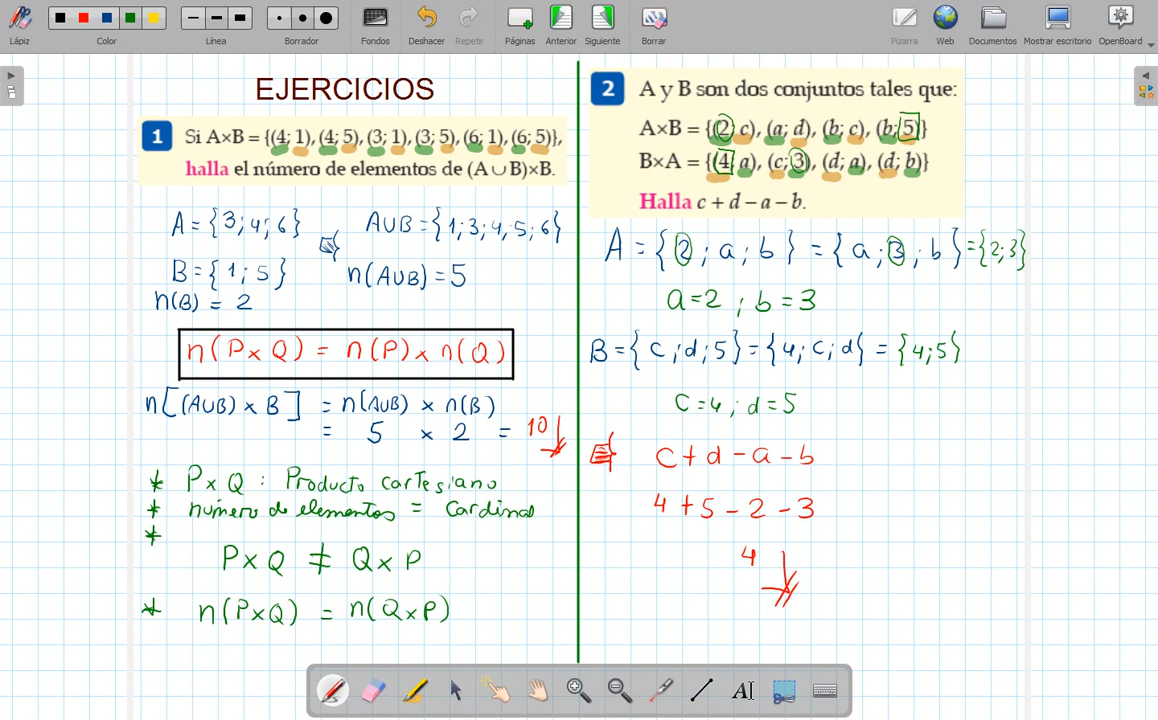 Color Línea Borrador Fondos Deshacer Repetir Páginas Anterior Siguiente Borrar Pizarra Web Documentos Mostrar escritorio OpenBoard
Lápiz
EJERCICIOS
1 Si A×B = {(4; 1), (4; 5), (3; 1), (3; 5), (6; 1), (6; 5)},
halla el número de elementos de (A ∪ B)×B.
A = {3; 4; 6}
A∪B = {1; 3; 4, 5; 6}
B = {1; 5}
n(A∪B) = 5
n(B) = 2
n(P×Q) = n(P) × n(Q)
n[(A∪B) × B] = n(A∪B) × n(B)
= 5 × 2 = 10
* P×Q : Producto cartesiano
* número de elementos = Cardinal
*
P×Q ≠ Q×P
* n(P×Q) = n(Q×P)
2 A y B son dos conjuntos tales que:
A×B = {(2; c), (a; d), (b; c), (b; 5)}
B×A = {(4; a), (c; 3), (d; a), (d; b)}
Halla c + d – a – b.
A = {2 ; a ; b} = {a ; 3 ; b} = {2; 3}
a = 2 ; b = 3
B = {c ; d ; 5} = {4 ; c ; d} = {4; 5}
c = 4 ; d = 5
c + d - a - b
4 + 5 - 2 - 3
4